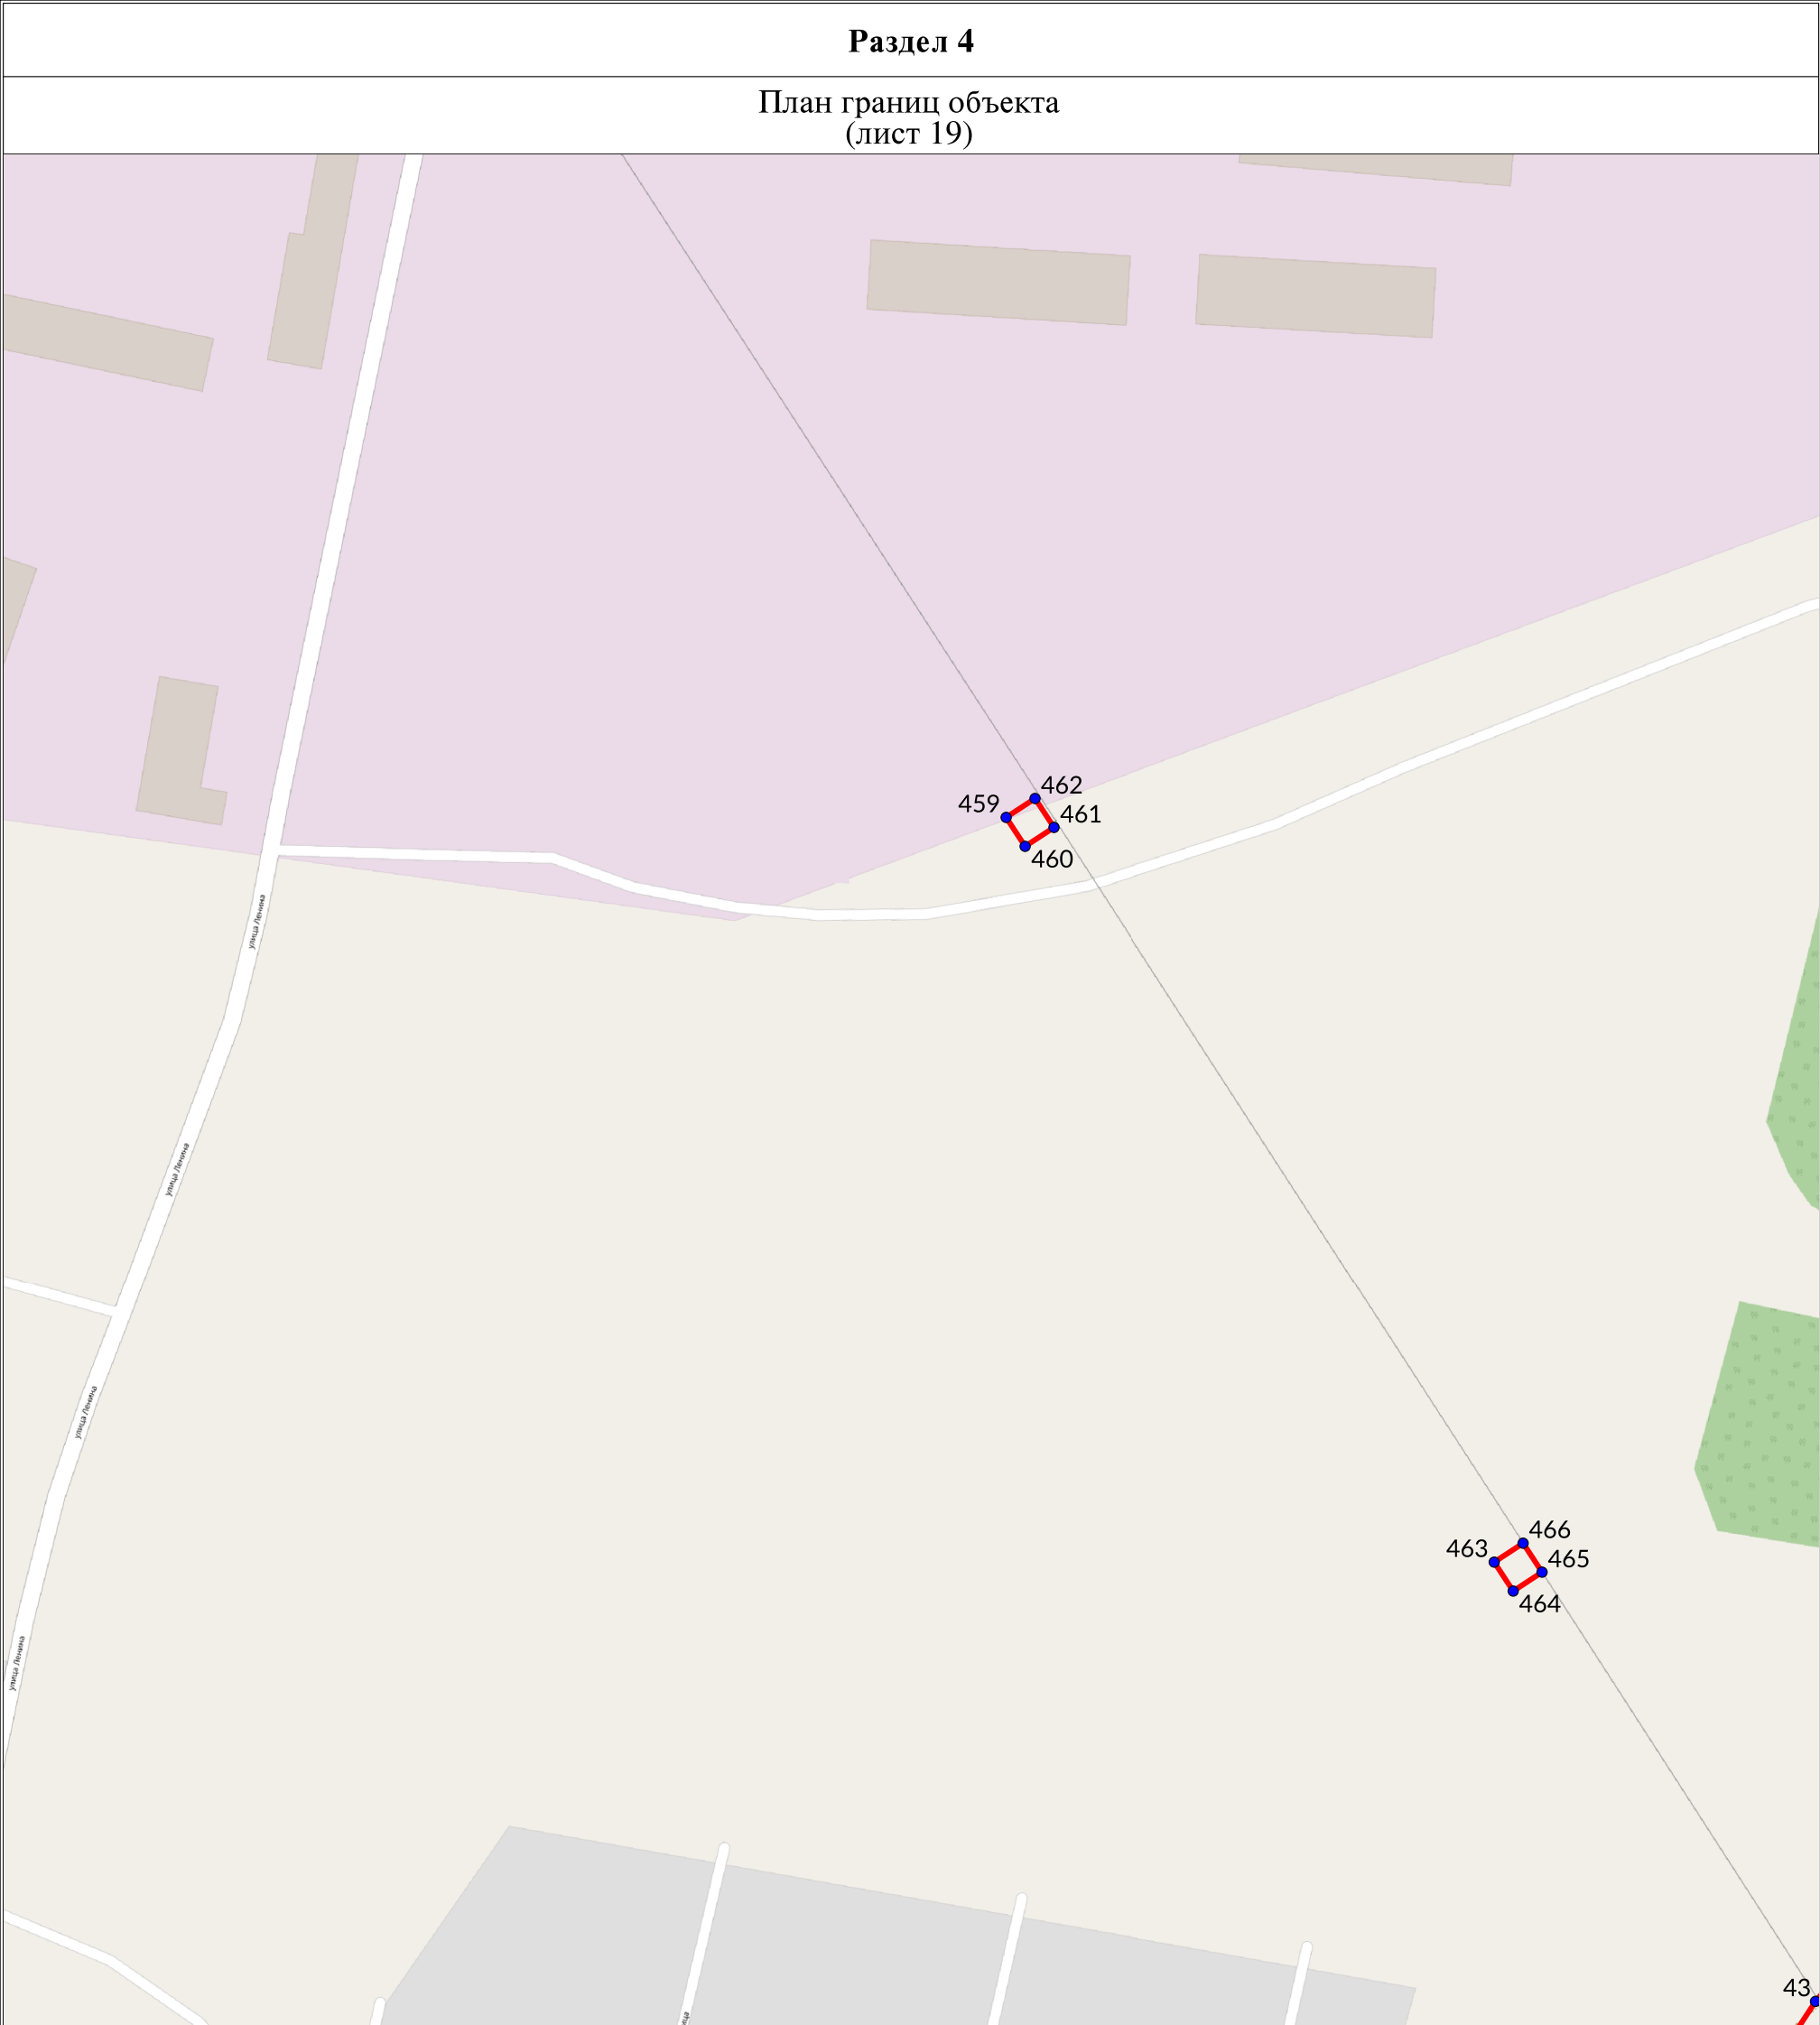 Раздел 4
План границ объекта
(лист 19)
462
459
461
460
улица Ленина
улица Ленина
улица Ленина
466
463
465
464
улица Ленина
43